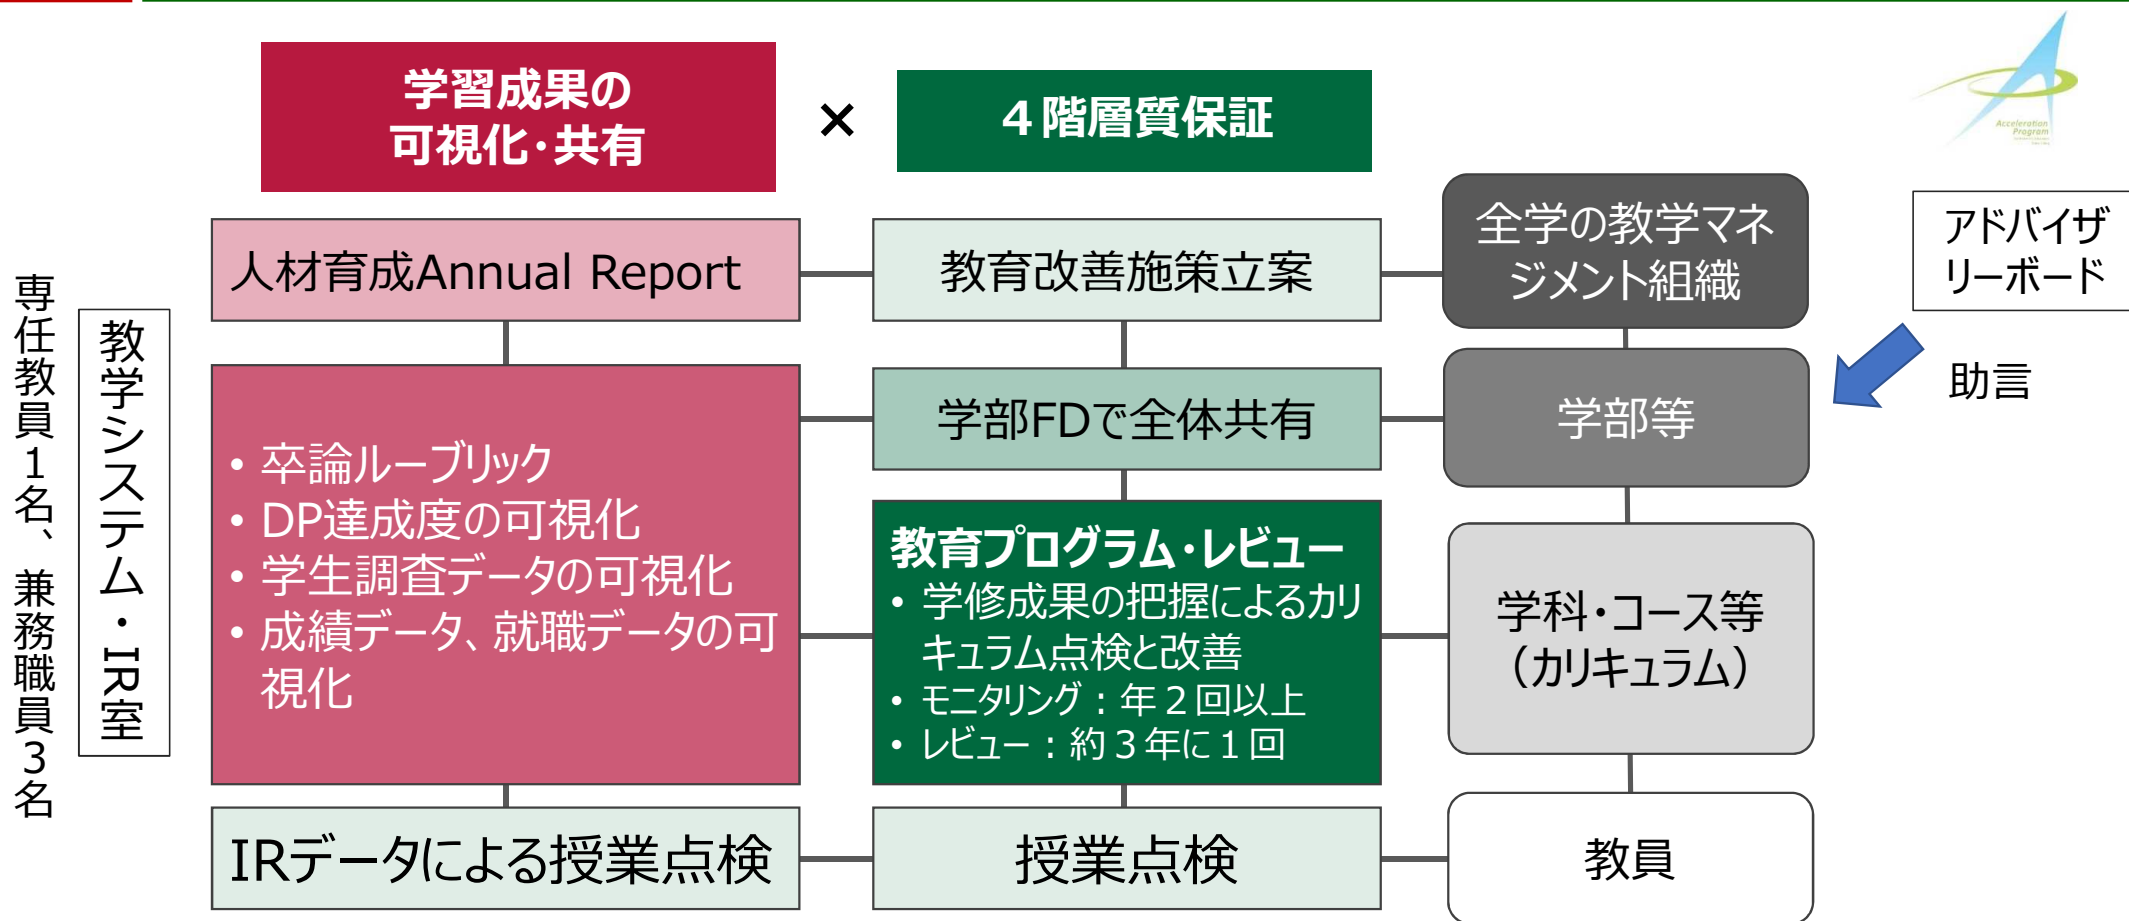 学習成果の
可視化・共有
×
４階層質保証
Acceleration
Program
専任教員１名、兼務職員３名
教学システム・IR室
人材育成Annual Report
教育改善施策立案
全学の教学マネ
ジメント組織
アドバイザ
リーボード
助言
• 卒論ルーブリック
• DP達成度の可視化
• 学生調査データの可視化
• 成績データ、就職データの可
視化
学部FDで全体共有
学部等
教育プログラム・レビュー
• 学修成果の把握によるカリ
キュラム点検と改善
• モニタリング：年２回以上
• レビュー：約３年に１回
学科・コース等
（カリキュラム）
IRデータによる授業点検
授業点検
教員